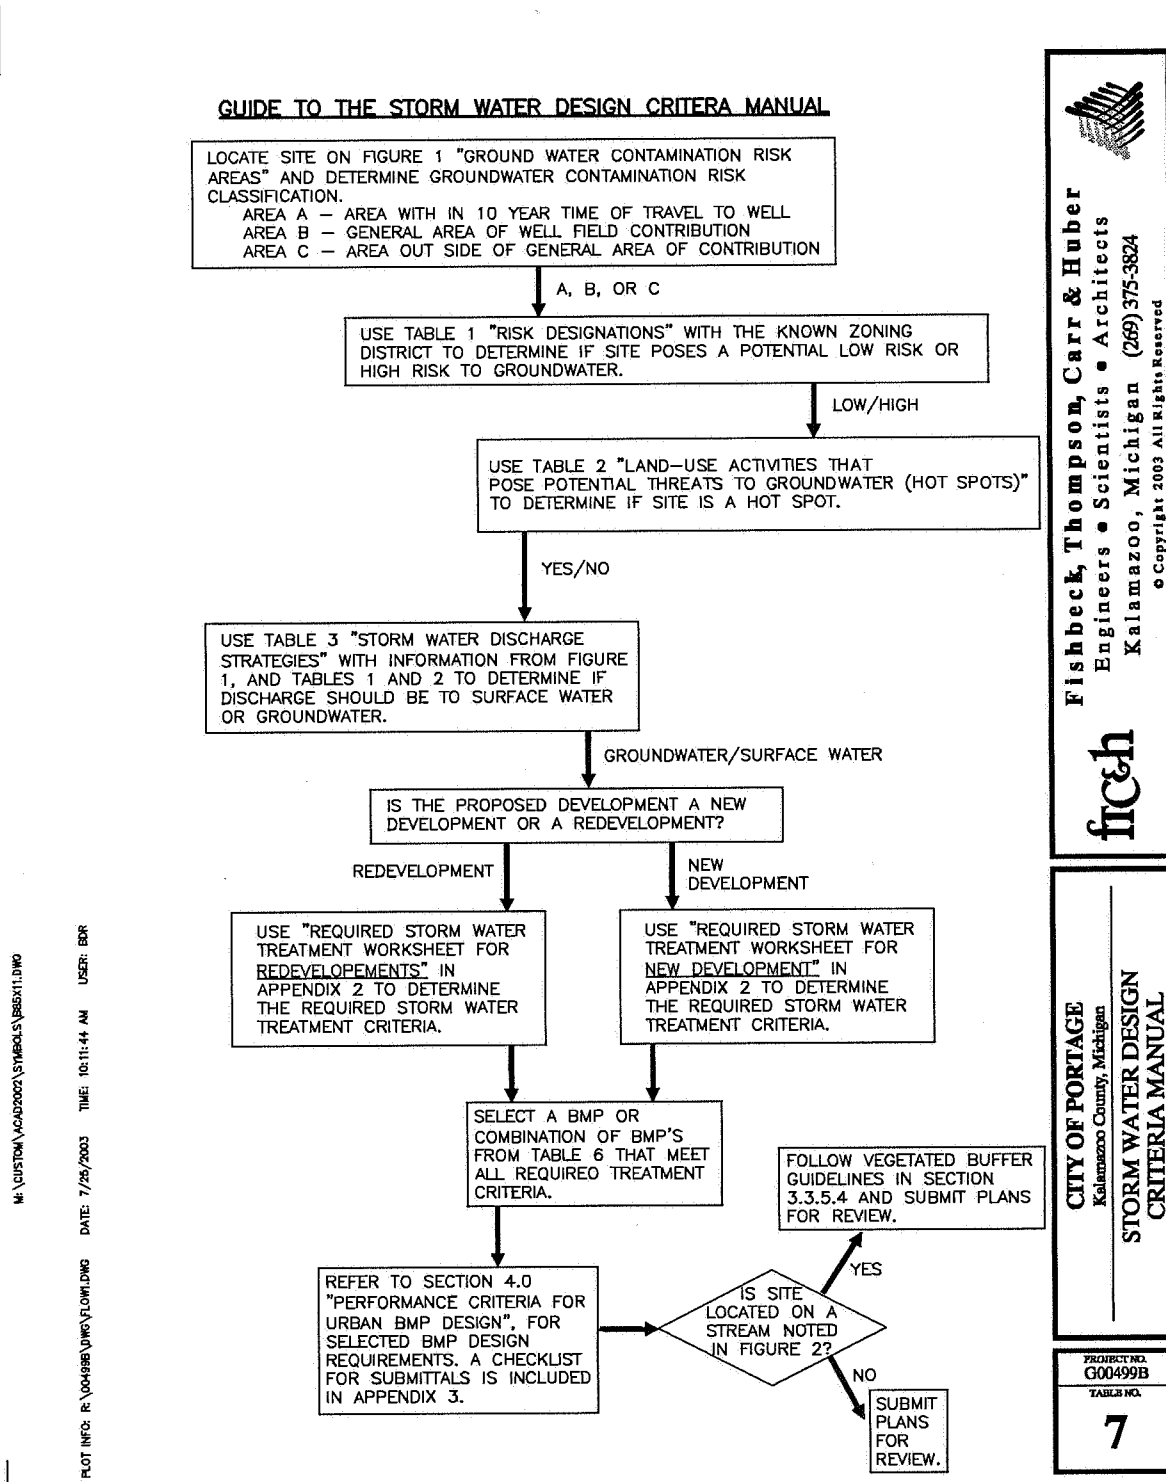 GUIDE TO THE STORM WATER DESIGN CRITERA MANUAL
LOCATE SITE ON FIGURE 1 "GROUND WATER CONTAMINATION RISK
AREAS" AND DETERMINE GROUNDWATER CONTAMINATION RISK
CLASSIFICATION.
AREA A – AREA WITH IN 10 YEAR TIME OF TRAVEL TO WELL
AREA B – GENERAL AREA OF WELL FIELD CONTRIBUTION
AREA C – AREA OUT SIDE OF GENERAL AREA OF CONTRIBUTION
A, B, OR C
USE TABLE 1 "RISK DESIGNATIONS" WITH THE KNOWN ZONING
DISTRICT TO DETERMINE IF SITE POSES A POTENTIAL LOW RISK OR
HIGH RISK TO GROUNDWATER.
LOW/HIGH
USE TABLE 2 "LAND–USE ACTIVITIES THAT
POSE POTENTIAL THREATS TO GROUNDWATER (HOT SPOTS)"
TO DETERMINE IF SITE IS A HOT SPOT.
YES/NO
USE TABLE 3 "STORM WATER DISCHARGE
STRATEGIES" WITH INFORMATION FROM FIGURE
1, AND TABLES 1 AND 2 TO DETERMINE IF
DISCHARGE SHOULD BE TO SURFACE WATER
OR GROUNDWATER.
GROUNDWATER/SURFACE WATER
IS THE PROPOSED DEVELOPMENT A NEW
DEVELOPMENT OR A REDEVELOPMENT?
REDEVELOPMENT
NEW
DEVELOPMENT
USE "REQUIRED STORM WATER
TREATMENT WORKSHEET FOR
REDEVELOPEMENTS" IN
APPENDIX 2 TO DETERMINE
THE REQUIRED STORM WATER
TREATMENT CRITERIA.
USE "REQUIRED STORM WATER
TREATMENT WORKSHEET FOR
NEW DEVELOPMENT" IN
APPENDIX 2 TO DETERMINE
THE REQUIRED STORM WATER
TREATMENT CRITERIA.
SELECT A BMP OR
COMBINATION OF BMP'S
FROM TABLE 6 THAT MEET
ALL REQUIREO TREATMENT
CRITERIA.
FOLLOW VEGETATED BUFFER
GUIDELINES IN SECTION
3.3.5.4 AND SUBMIT PLANS
FOR REVIEW.
YES
REFER TO SECTION 4.0
"PERFORMANCE CRITERIA FOR
URBAN BMP DESIGN", FOR
SELECTED BMP DESIGN
REQUIREMENTS. A CHECKLIST
FOR SUBMITTALS IS INCLUDED
IN APPENDIX 3.
IS SITE
LOCATED ON A
STREAM NOTED
IN FIGURE 2?
NO
SUBMIT
PLANS
FOR
REVIEW.
Fishbeck, Thompson, Carr & Huber
Engineers • Scientists • Architects
Kalamazoo, Michigan (269) 375-3824
© Copyright 2003 All Rights Reserved
ftc&h
CITY OF PORTAGE
Kalamazoo County, Michigan
STORM WATER DESIGN
CRITERIA MANUAL
PROJECT NO.
G00499B
TABLE NO.
7
M:\CUSTOM\ACAD2002\SYMBOLS\B85X11.DWG
PLOT INFO: R:\00499B\DWG\FLOW1.DWG DATE: 7/25/2003 TIME: 10:11:44 AM USER: BDR